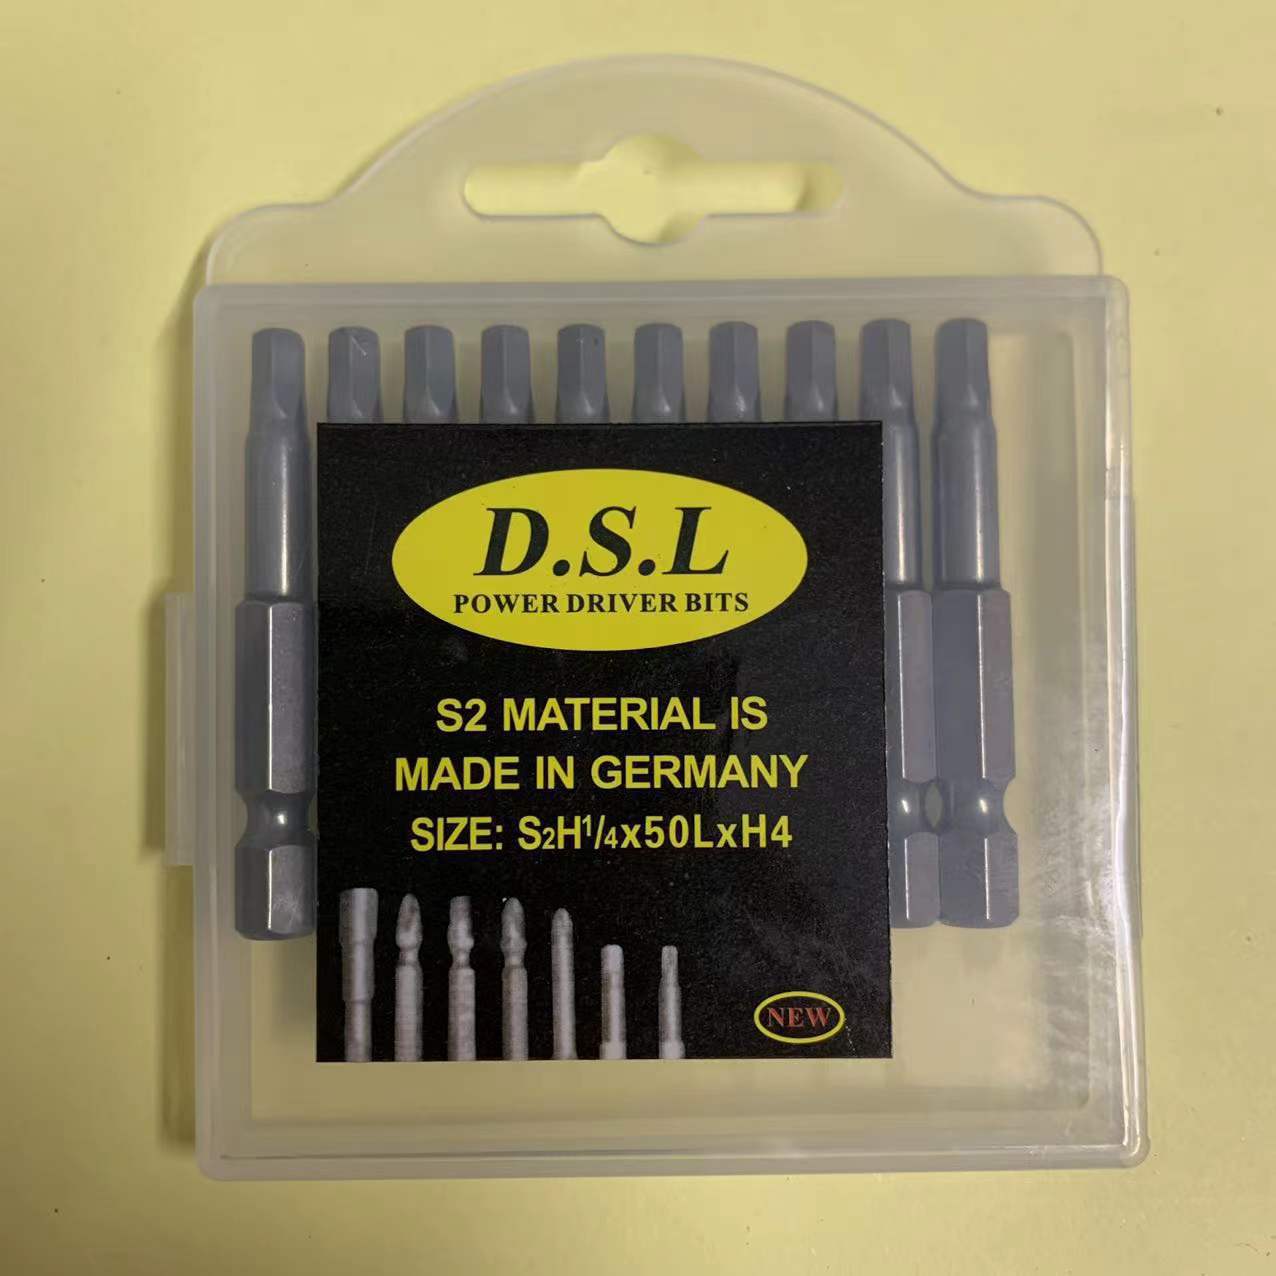 D.S.L
POWER DRIVER BITS
S2 MATERIAL IS
MADE IN GERMANY
SIZE: S₂H¹/₄x50LxH4
NEW